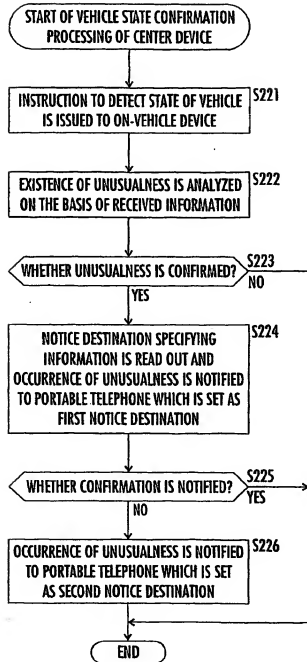 START OF VEHICLE STATE CONFIRMATION
PROCESSING OF CENTER DEVICE
S221
INSTRUCTION TO DETECT STATE OF VEHICLE
IS ISSUED TO ON-VEHICLE DEVICE
S222
EXISTENCE OF UNUSUALNESS IS ANALYZED
ON THE BASIS OF RECEIVED INFORMATION
S223
WHETHER UNUSUALNESS IS CONFIRMED?
NO
YES
S224
NOTICE DESTINATION SPECIFYING
INFORMATION IS READ OUT AND
OCCURRENCE OF UNUSUALNESS IS NOTIFIED
TO PORTABLE TELEPHONE WHICH IS SET AS
FIRST NOTICE DESTINATION
S225
WHETHER CONFIRMATION IS NOTIFIED?
YES
NO
S226
OCCURRENCE OF UNUSUALNESS IS NOTIFIED
TO PORTABLE TELEPHONE WHICH IS SET
AS SECOND NOTICE DESTINATION
END